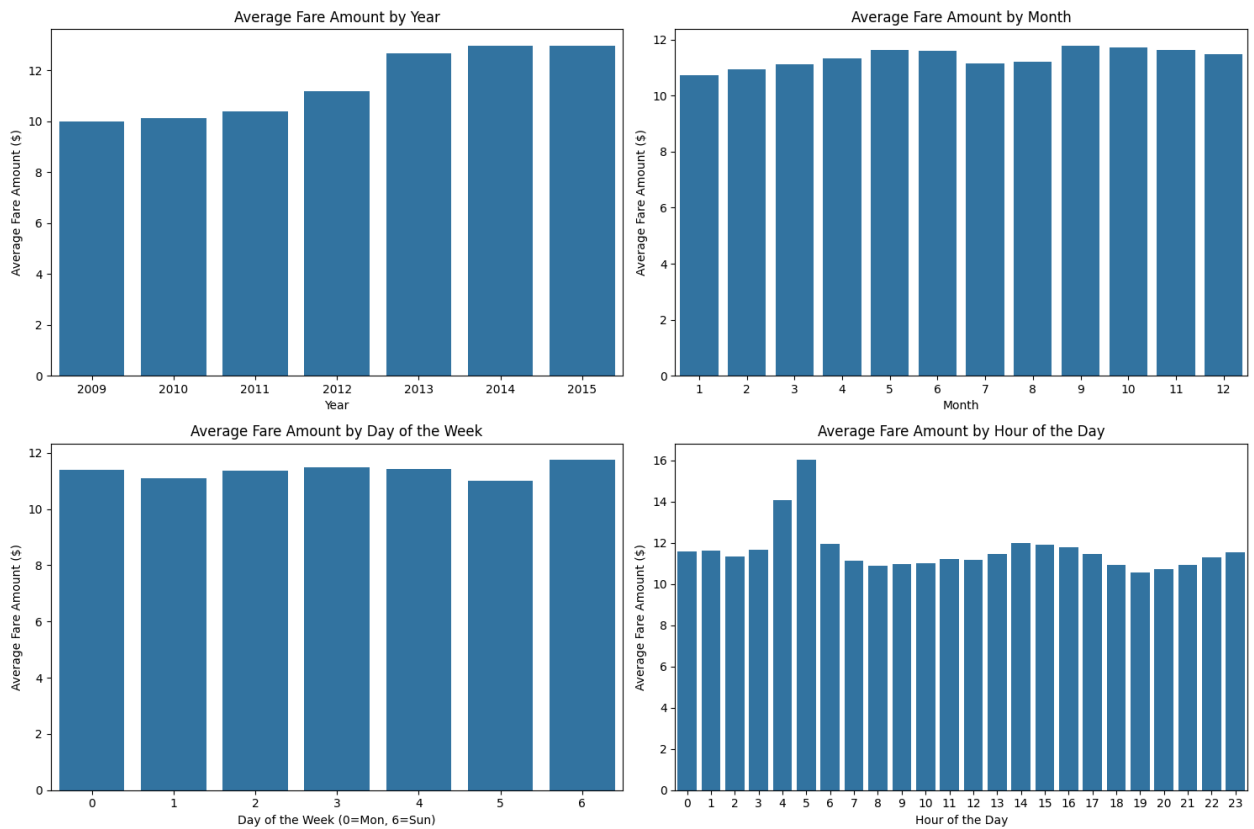 Average Fare Amount by Year
Average Fare Amount ($)
12
10
8
6
4
2
0
2009 2010 2011 2012 2013 2014 2015
Year
Average Fare Amount by Month
Average Fare Amount ($)
12
10
8
6
4
2
0
1 2 3 4 5 6 7 8 9 10 11 12
Month
Average Fare Amount by Day of the Week
Average Fare Amount ($)
12
10
8
6
4
2
0
0 1 2 3 4 5 6
Day of the Week (0=Mon, 6=Sun)
Average Fare Amount by Hour of the Day
Average Fare Amount ($)
16
14
12
10
8
6
4
2
0
0 1 2 3 4 5 6 7 8 9 10 11 12 13 14 15 16 17 18 19 20 21 22 23
Hour of the Day